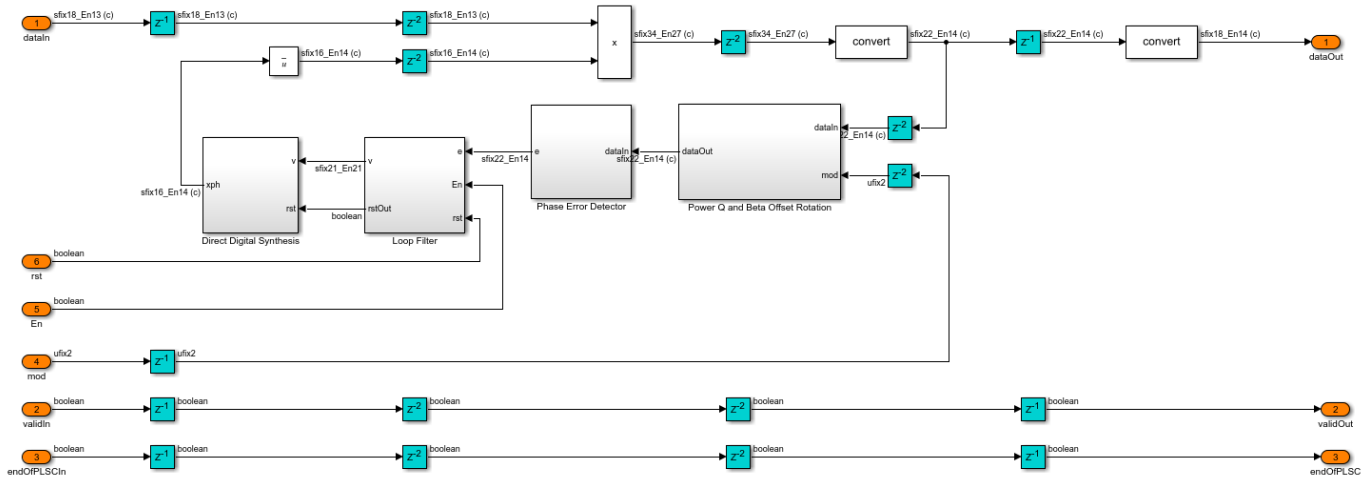 1
dataIn
sfix18_En13 (c)
z-1
sfix18_En13 (c)
z-2
sfix18_En13 (c)
x
sfix34_En27 (c)
z-2
sfix34_En27 (c)
convert
sfix22_En14 (c)
z-1
sfix22_En14 (c)
convert
sfix18_En14 (c)
1
dataOut
u
sfix16_En14 (c)
z-2
sfix16_En14 (c)
xph
v
rst
sfix16_En14 (c)
Direct Digital Synthesis
sfix21_En21
boolean
v
rstOut
e
En
rst
Loop Filter
sfix22_En14
e
dataIn
Phase Error Detector
sfix22_En14 (c)
dataOut
dataIn
mod
Power Q and Beta Offset Rotation
22_En14 (c)
z-2
ufix2
z-2
6
rst
boolean
5
En
boolean
4
mod
ufix2
z-1
ufix2
2
validIn
boolean
z-1
boolean
z-2
boolean
z-2
boolean
z-1
boolean
2
validOut
3
endOfPLSCIn
boolean
z-1
boolean
z-2
boolean
z-2
boolean
z-1
boolean
3
endOfPLSC